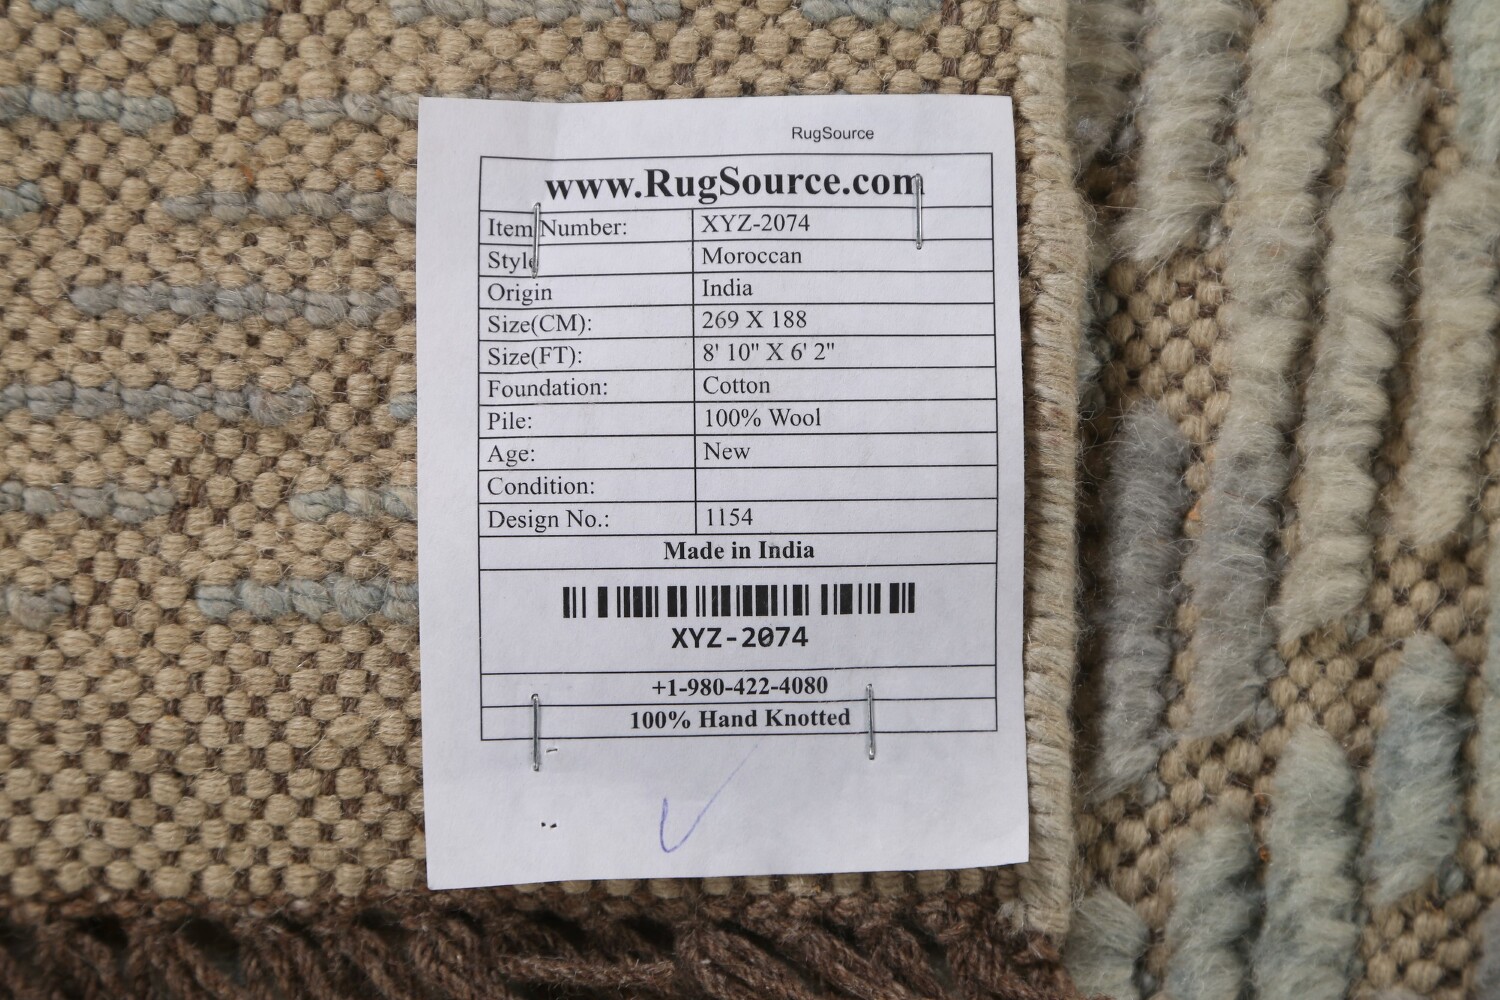 RugSource
www.RugSource.com
Item Number: XYZ-2074
Style Moroccan
Origin India
Size(CM): 269 X 188
Size(FT): 8' 10" X 6' 2"
Foundation: Cotton
Pile: 100% Wool
Age: New
Condition:
Design No.: 1154
Made in India
XYZ-2074
+1-980-422-4080
100% Hand Knotted